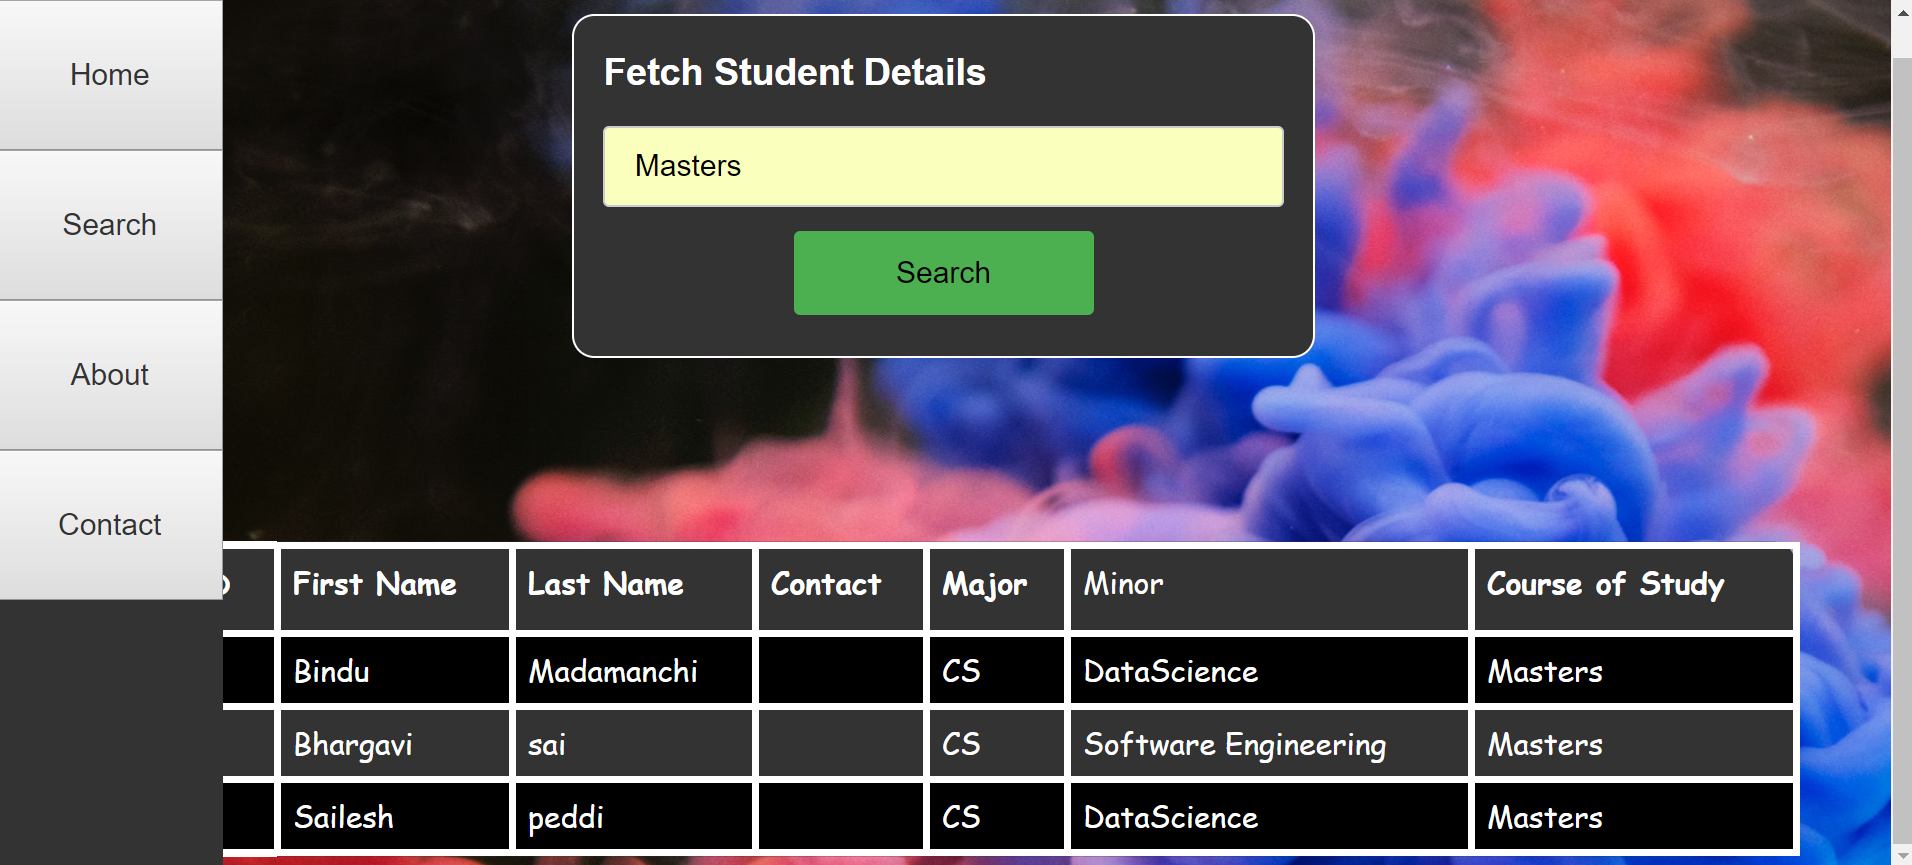 Home
Search
About
Contact
Fetch Student Details
Masters
Search
First Name Last Name Contact Major Minor Course of Study
Bindu Madamanchi CS DataScience Masters
Bhargavi sai CS Software Engineering Masters
Sailesh peddi CS DataScience Masters